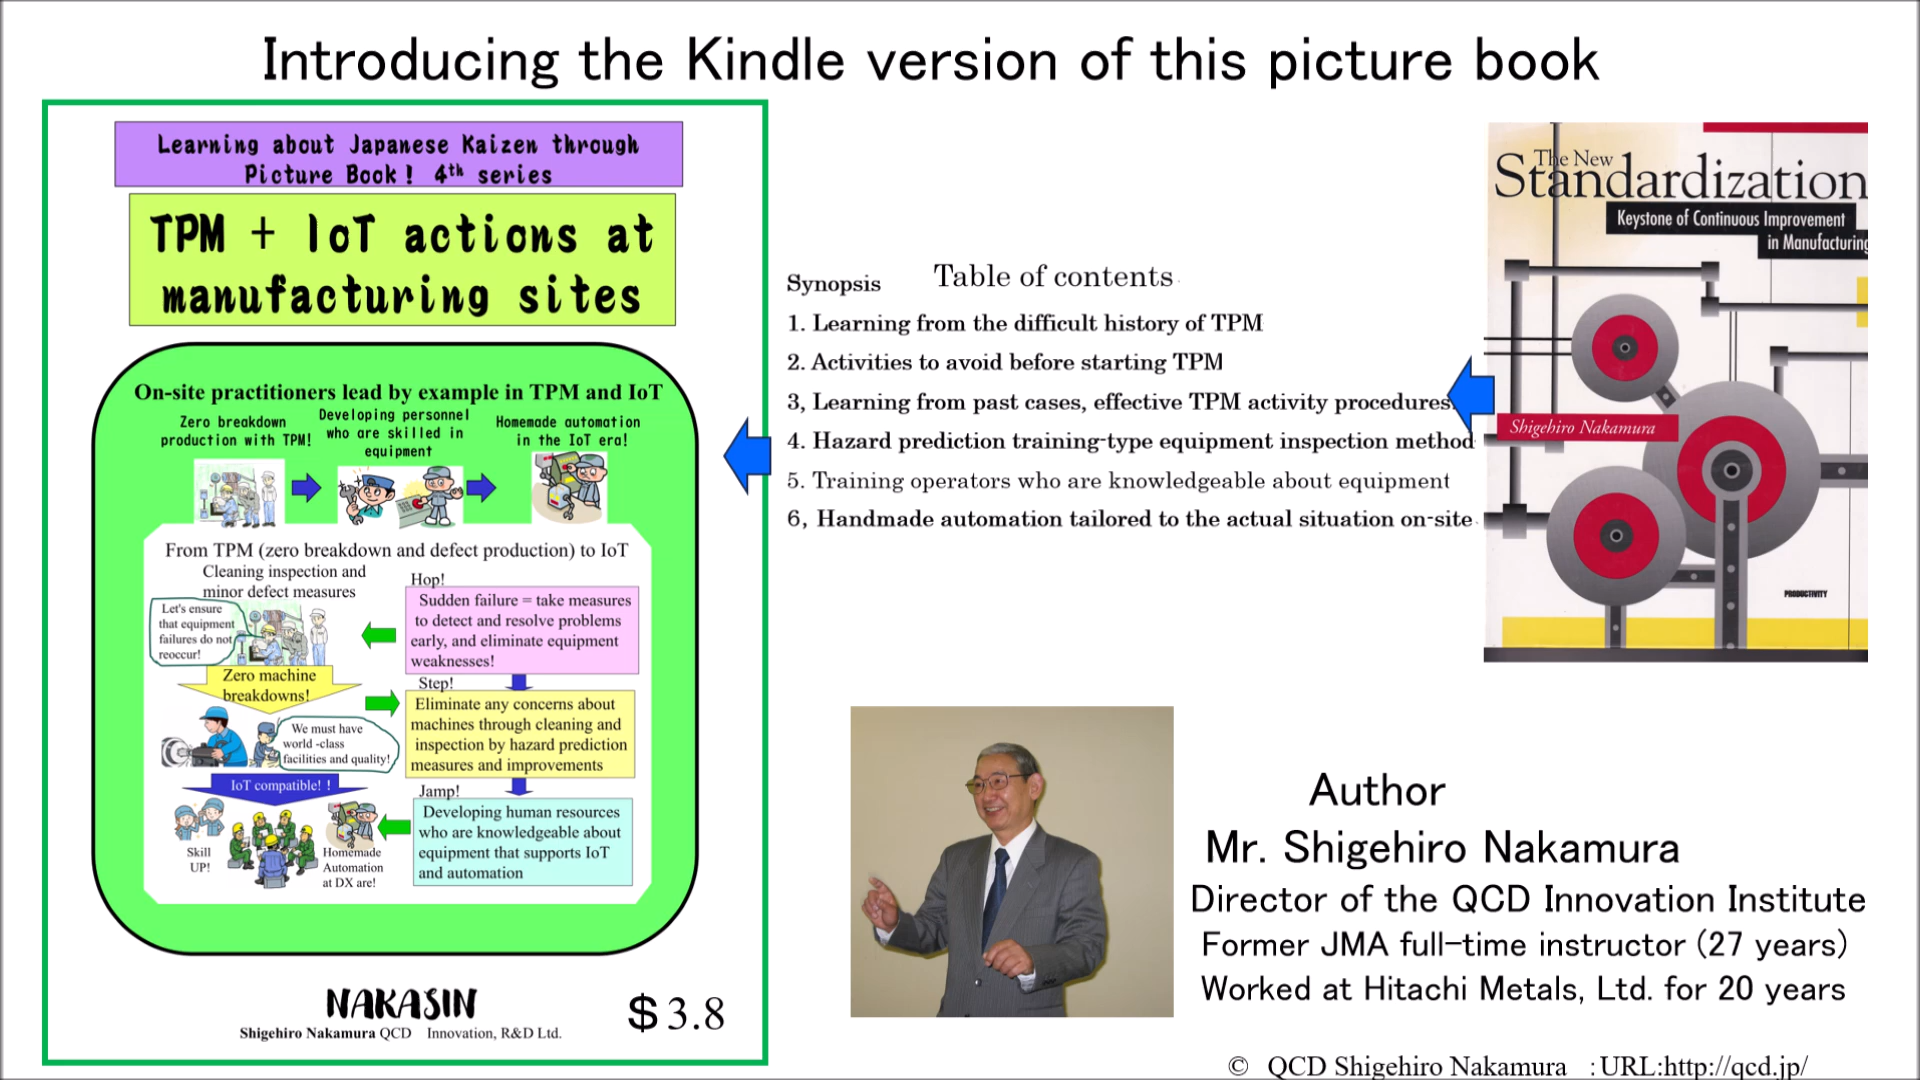 Introducing the Kindle version of this picture book
Learning about Japanese Kaizen through
Picture Book! 4th series
TPM + IoT actions at
manufacturing sites
On-site practitioners lead by example in TPM and IoT
Zero breakdown
production with TPM!
Developing personnel
who are skilled in
equipment
Homemade automation
in the IoT era!
From TPM (zero breakdown and defect production) to IoT
Cleaning inspection and
minor defect measures
Let's ensure
that equipment
failures do not
reoccur!
Hop!
Sudden failure = take measures
to detect and resolve problems
early, and eliminate equipment
weaknesses!
Zero machine
breakdowns!
Step!
Eliminate any concerns about
machines through cleaning and
inspection by hazard prediction
measures and improvements
We must have
world -class
facilities and quality!
IoT compatible! !
Jump!
Developing human resources
who are knowledgeable about
equipment that supports IoT
and automation
Skill
UP!
Homemade
Automation
at DX are!
NAKASIN
Shigehiro Nakamura QCD Innovation, R&D Ltd.
$3.8
Synopsis Table of contents
1. Learning from the difficult history of TPM
2. Activities to avoid before starting TPM
3, Learning from past cases, effective TPM activity procedures.
4. Hazard prediction training-type equipment inspection method
5. Training operators who are knowledgeable about equipment
6, Handmade automation tailored to the actual situation on-site
The New
Standardization
Keystone of Continuous Improvement
in Manufacturing
Shigehiro Nakamura
PRODUCTIVITY
Author
Mr. Shigehiro Nakamura
Director of the QCD Innovation Institute
Former JMA full-time instructor (27 years)
Worked at Hitachi Metals, Ltd. for 20 years
© QCD Shigehiro Nakamura :URL:http://qcd.jp/